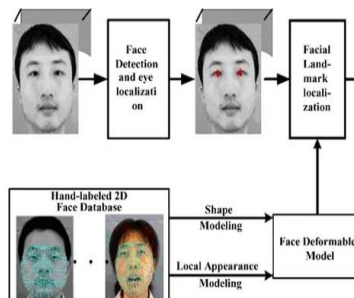 Face
Detection
and eye
localizati
on
Facial
Land-
mark
locali-
zation
Hand-labeled 2D
Face Database
Shape
Modeling
Local Appearance
Modeling
Face Deformable
Model